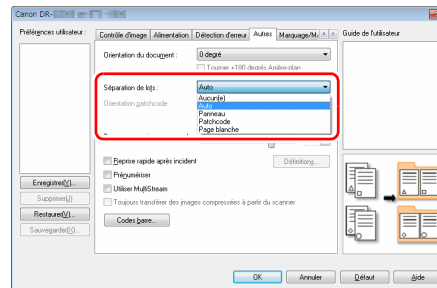 Canon DR-
Préférences utilisateur :
Contrôle d'image Alimentation Détection d'erreur Autres Marquage/M
Guide de l'utilisateur
Orientation du document : 0 degré
Tourner +180 degrés Arrière-plan
Séparation de lots : Auto
Aucun(e)
Auto
Orientation patchcode :
Panneau
Patchcode
Page blanche
Reprise rapide après incident Définition...
Prénumériser
Utiliser MultiStream
Toujours transférer des images compressées à partir du scanner
Codes barre...
Enregistrer(Y)...
Supprimer(J)
Restaurer(V)...
Sauvegarder(X)...
OK Annuler Défaut Aide